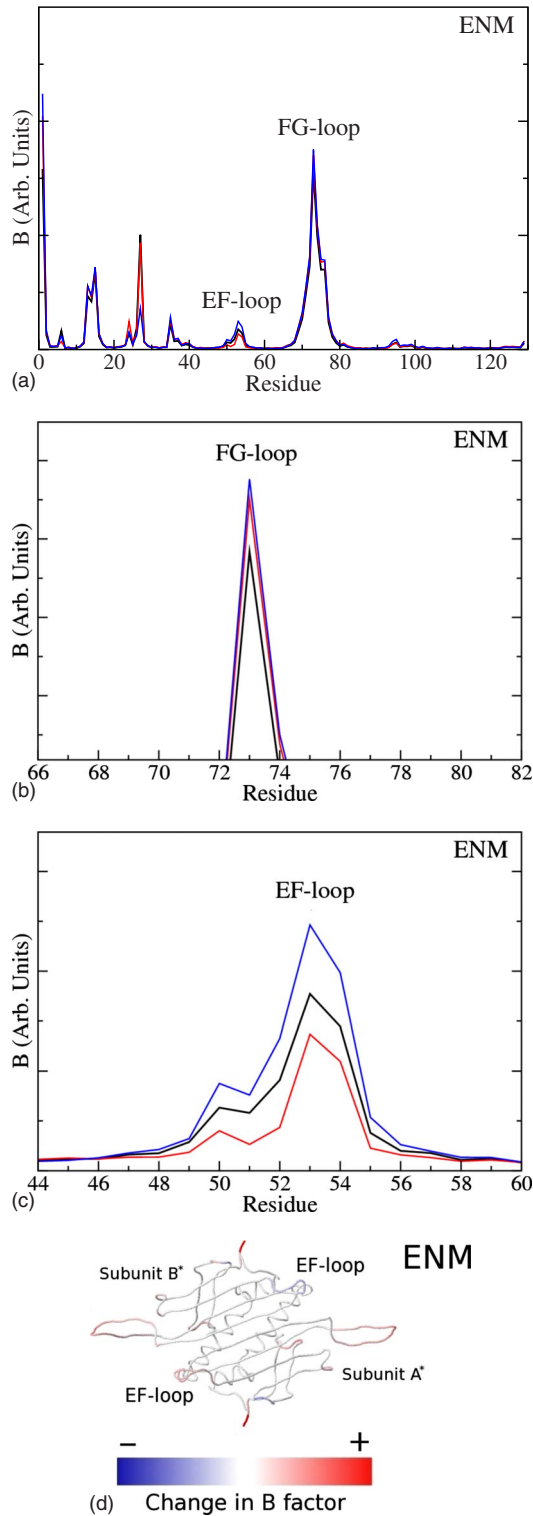 ENM
FG-loop
EF-loop
B (Arb. Units)
0 20 40 60 80 100 120
Residue
(a)
ENM
FG-loop
B (Arb. Units)
66 68 70 72 74 76 78 80 82
Residue
(b)
ENM
EF-loop
B (Arb. Units)
44 46 48 50 52 54 56 58 60
Residue
(c)
ENM
Subunit B*
EF-loop
EF-loop
Subunit A*
− +
Change in B factor
(d)